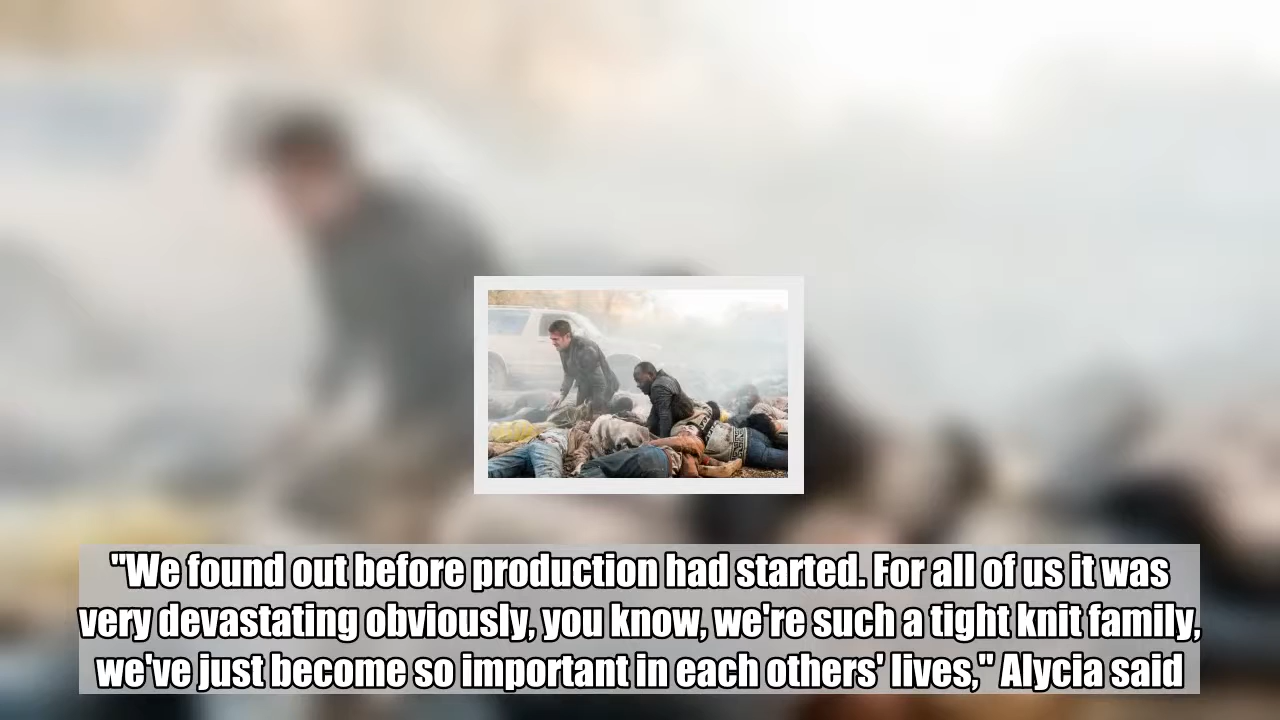 "We found out before production had started. For all of us it was
very devastating obviously, you know, we're such a tight knit family,
we've just become so important in each others' lives," Alycia said